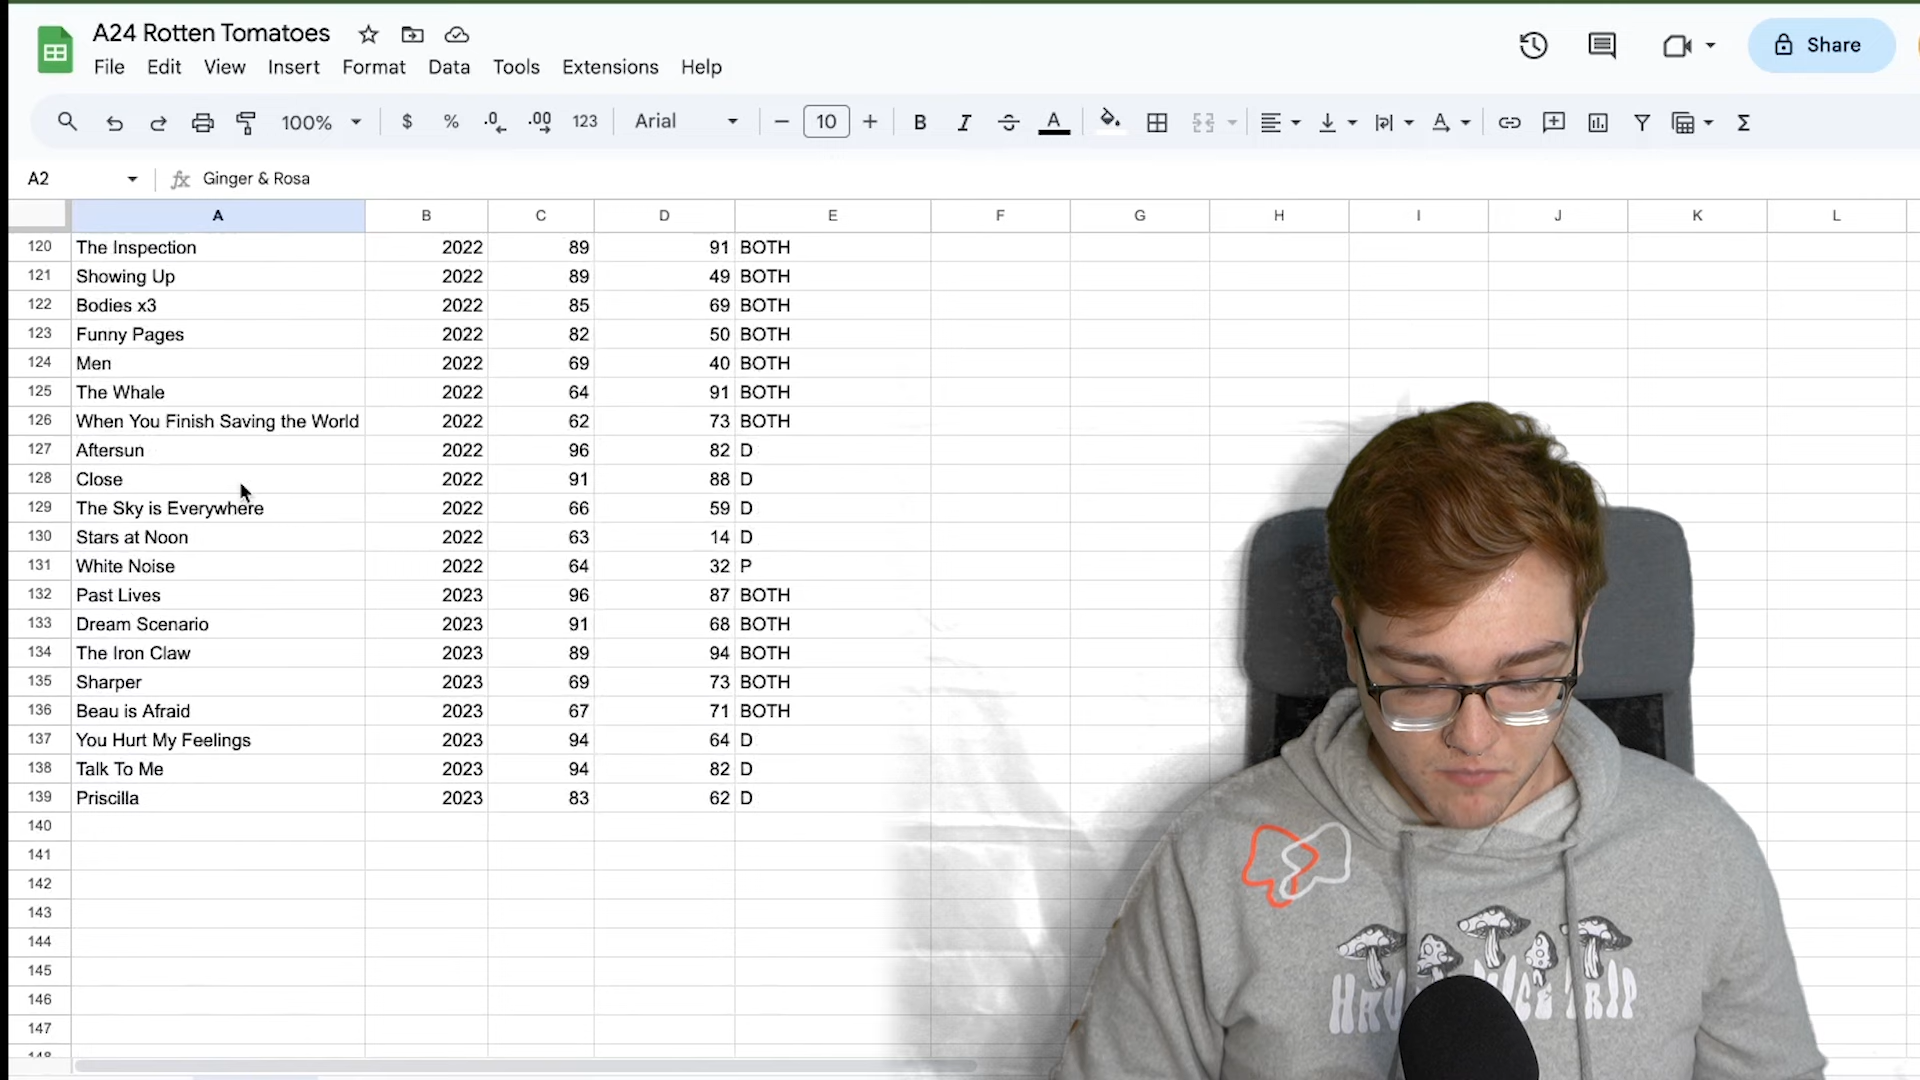 A24 Rotten Tomatoes
Share
File Edit View Insert Format Data Tools Extensions Help
100% $ % .0 .00 123 Arial 10 B I A
A2 Ginger & Rosa
A B C D E F G H I J K L
120 The Inspection 2022 89 91 BOTH
121 Showing Up 2022 89 49 BOTH
122 Bodies x3 2022 85 69 BOTH
123 Funny Pages 2022 82 50 BOTH
124 Men 2022 69 40 BOTH
125 The Whale 2022 64 91 BOTH
126 When You Finish Saving the World 2022 62 73 BOTH
127 Aftersun 2022 96 82 D
128 Close 2022 91 88 D
129 The Sky is Everywhere 2022 66 59 D
130 Stars at Noon 2022 63 14 D
131 White Noise 2022 64 32 P
132 Past Lives 2023 96 87 BOTH
133 Dream Scenario 2023 91 68 BOTH
134 The Iron Claw 2023 89 94 BOTH
135 Sharper 2023 69 73 BOTH
136 Beau is Afraid 2023 67 71 BOTH
137 You Hurt My Feelings 2023 94 64 D
138 Talk To Me 2023 94 82 D
139 Priscilla 2023 83 62 D
140
141
142
143
144
145
146
147
TRIP